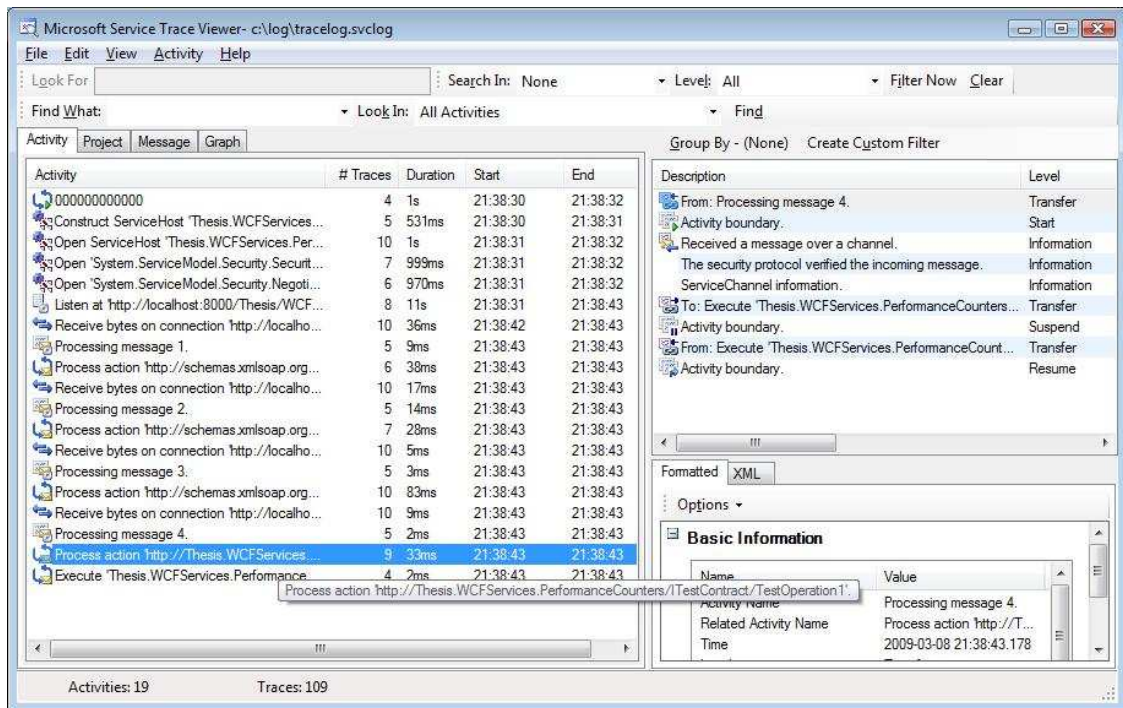 Microsoft Service Trace Viewer- c:\log\tracelog.svclog
File Edit View Activity Help
Look For Search In: None Level: All Filter Now Clear
Find What: Look In: All Activities Find
Activity Project Message Graph
Group By - (None) Create Custom Filter
Activity # Traces Duration Start End
000000000000 4 1s 21:38:30 21:38:32
Construct ServiceHost 'Thesis.WCFServices... 5 531ms 21:38:30 21:38:31
Open ServiceHost 'Thesis.WCFServices.Per... 10 1s 21:38:31 21:38:32
Open 'System.ServiceModel.Security.Securit... 7 999ms 21:38:31 21:38:32
Open 'System.ServiceModel.Security.Negoti... 6 970ms 21:38:31 21:38:32
Listen at 'http://localhost:8000/Thesis/WCF... 8 11s 21:38:31 21:38:43
Receive bytes on connection 'http://localho... 10 36ms 21:38:42 21:38:43
Processing message 1. 5 9ms 21:38:43 21:38:43
Process action 'http://schemas.xmlsoap.org... 6 38ms 21:38:43 21:38:43
Receive bytes on connection 'http://localho... 10 17ms 21:38:43 21:38:43
Processing message 2. 5 14ms 21:38:43 21:38:43
Process action 'http://schemas.xmlsoap.org... 7 28ms 21:38:43 21:38:43
Receive bytes on connection 'http://localho... 10 5ms 21:38:43 21:38:43
Processing message 3. 5 3ms 21:38:43 21:38:43
Process action 'http://schemas.xmlsoap.org... 10 83ms 21:38:43 21:38:43
Receive bytes on connection 'http://localho... 10 9ms 21:38:43 21:38:43
Processing message 4. 5 2ms 21:38:43 21:38:43
Process action 'http://Thesis.WCFServices.... 9 33ms 21:38:43 21:38:43
Execute 'Thesis.WCFServices.Performance. 4 2ms 21:38:43 21:38:43
Process action 'http://Thesis.WCFServices.PerformanceCounters/ITestContract/TestOperation1'.
Description Level
From: Processing message 4. Transfer
Activity boundary. Start
Received a message over a channel. Information
The security protocol verified the incoming message. Information
ServiceChannel information. Information
To: Execute 'Thesis.WCFServices.PerformanceCounters... Transfer
Activity boundary. Suspend
From: Execute 'Thesis.WCFServices.PerformanceCount... Transfer
Activity boundary. Resume
Formatted XML
Options
Basic Information
Name Value
Activity Name Processing message 4.
Related Activity Name Process action 'http://T...
Time 2009-03-08 21:38:43.178
Activities: 19 Traces: 109